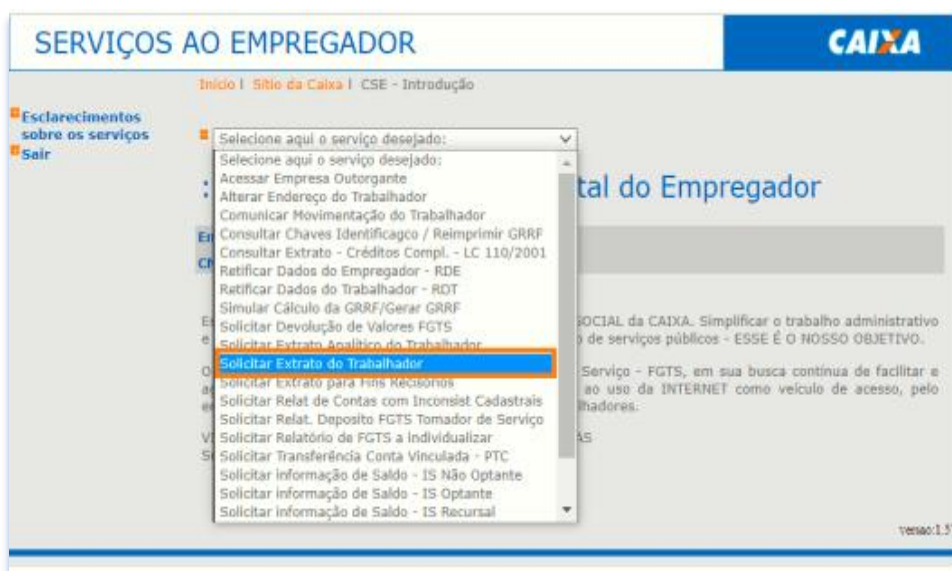 SERVIÇOS AO EMPREGADOR
CAIXA
Início | Sítio da Caixa | CSE - Introdução
Esclarecimentos
sobre os serviços
Sair
Selecione aqui o serviço desejado:
Selecione aqui o serviço desejado:
Acessar Empresa Outorgante
Alterar Endereço do Trabalhador
Comunicar Movimentação do Trabalhador
Consultar Chaves Identificagco / Reimprimir GRRF
Consultar Extrato - Créditos Compl. - LC 110/2001
Retificar Dados do Empregador - RDE
Retificar Dados do Trabalhador - RDT
Simular Cálculo da GRRF/Gerar GRRF
Solicitar Devolução de Valores FGTS
Solicitar Extrato Analítico do Trabalhador
Solicitar Extrato do Trabalhador
Solicitar Extrato para Fins Recisórios
Solicitar Relat de Contas com Inconsist Cadastrais
Solicitar Relat. Deposito FGTS Tomador de Serviço
Solicitar Relatório de FGTS a individualizar
Solicitar Transferência Conta Vinculada - PTC
Solicitar informação de Saldo - IS Não Optante
Solicitar informação de Saldo - IS Optante
Solicitar informação de Saldo - IS Recursal
: tal do Empregador
SOCIAL da CAIXA. Simplificar o trabalho administrativo
o de serviços públicos - ESSE É O NOSSO OBJETIVO.
Serviço - FGTS, em sua busca contínua de facilitar e
ao uso da INTERNET como veículo de acesso, pelo
lhadores.
AS
versao:1.5